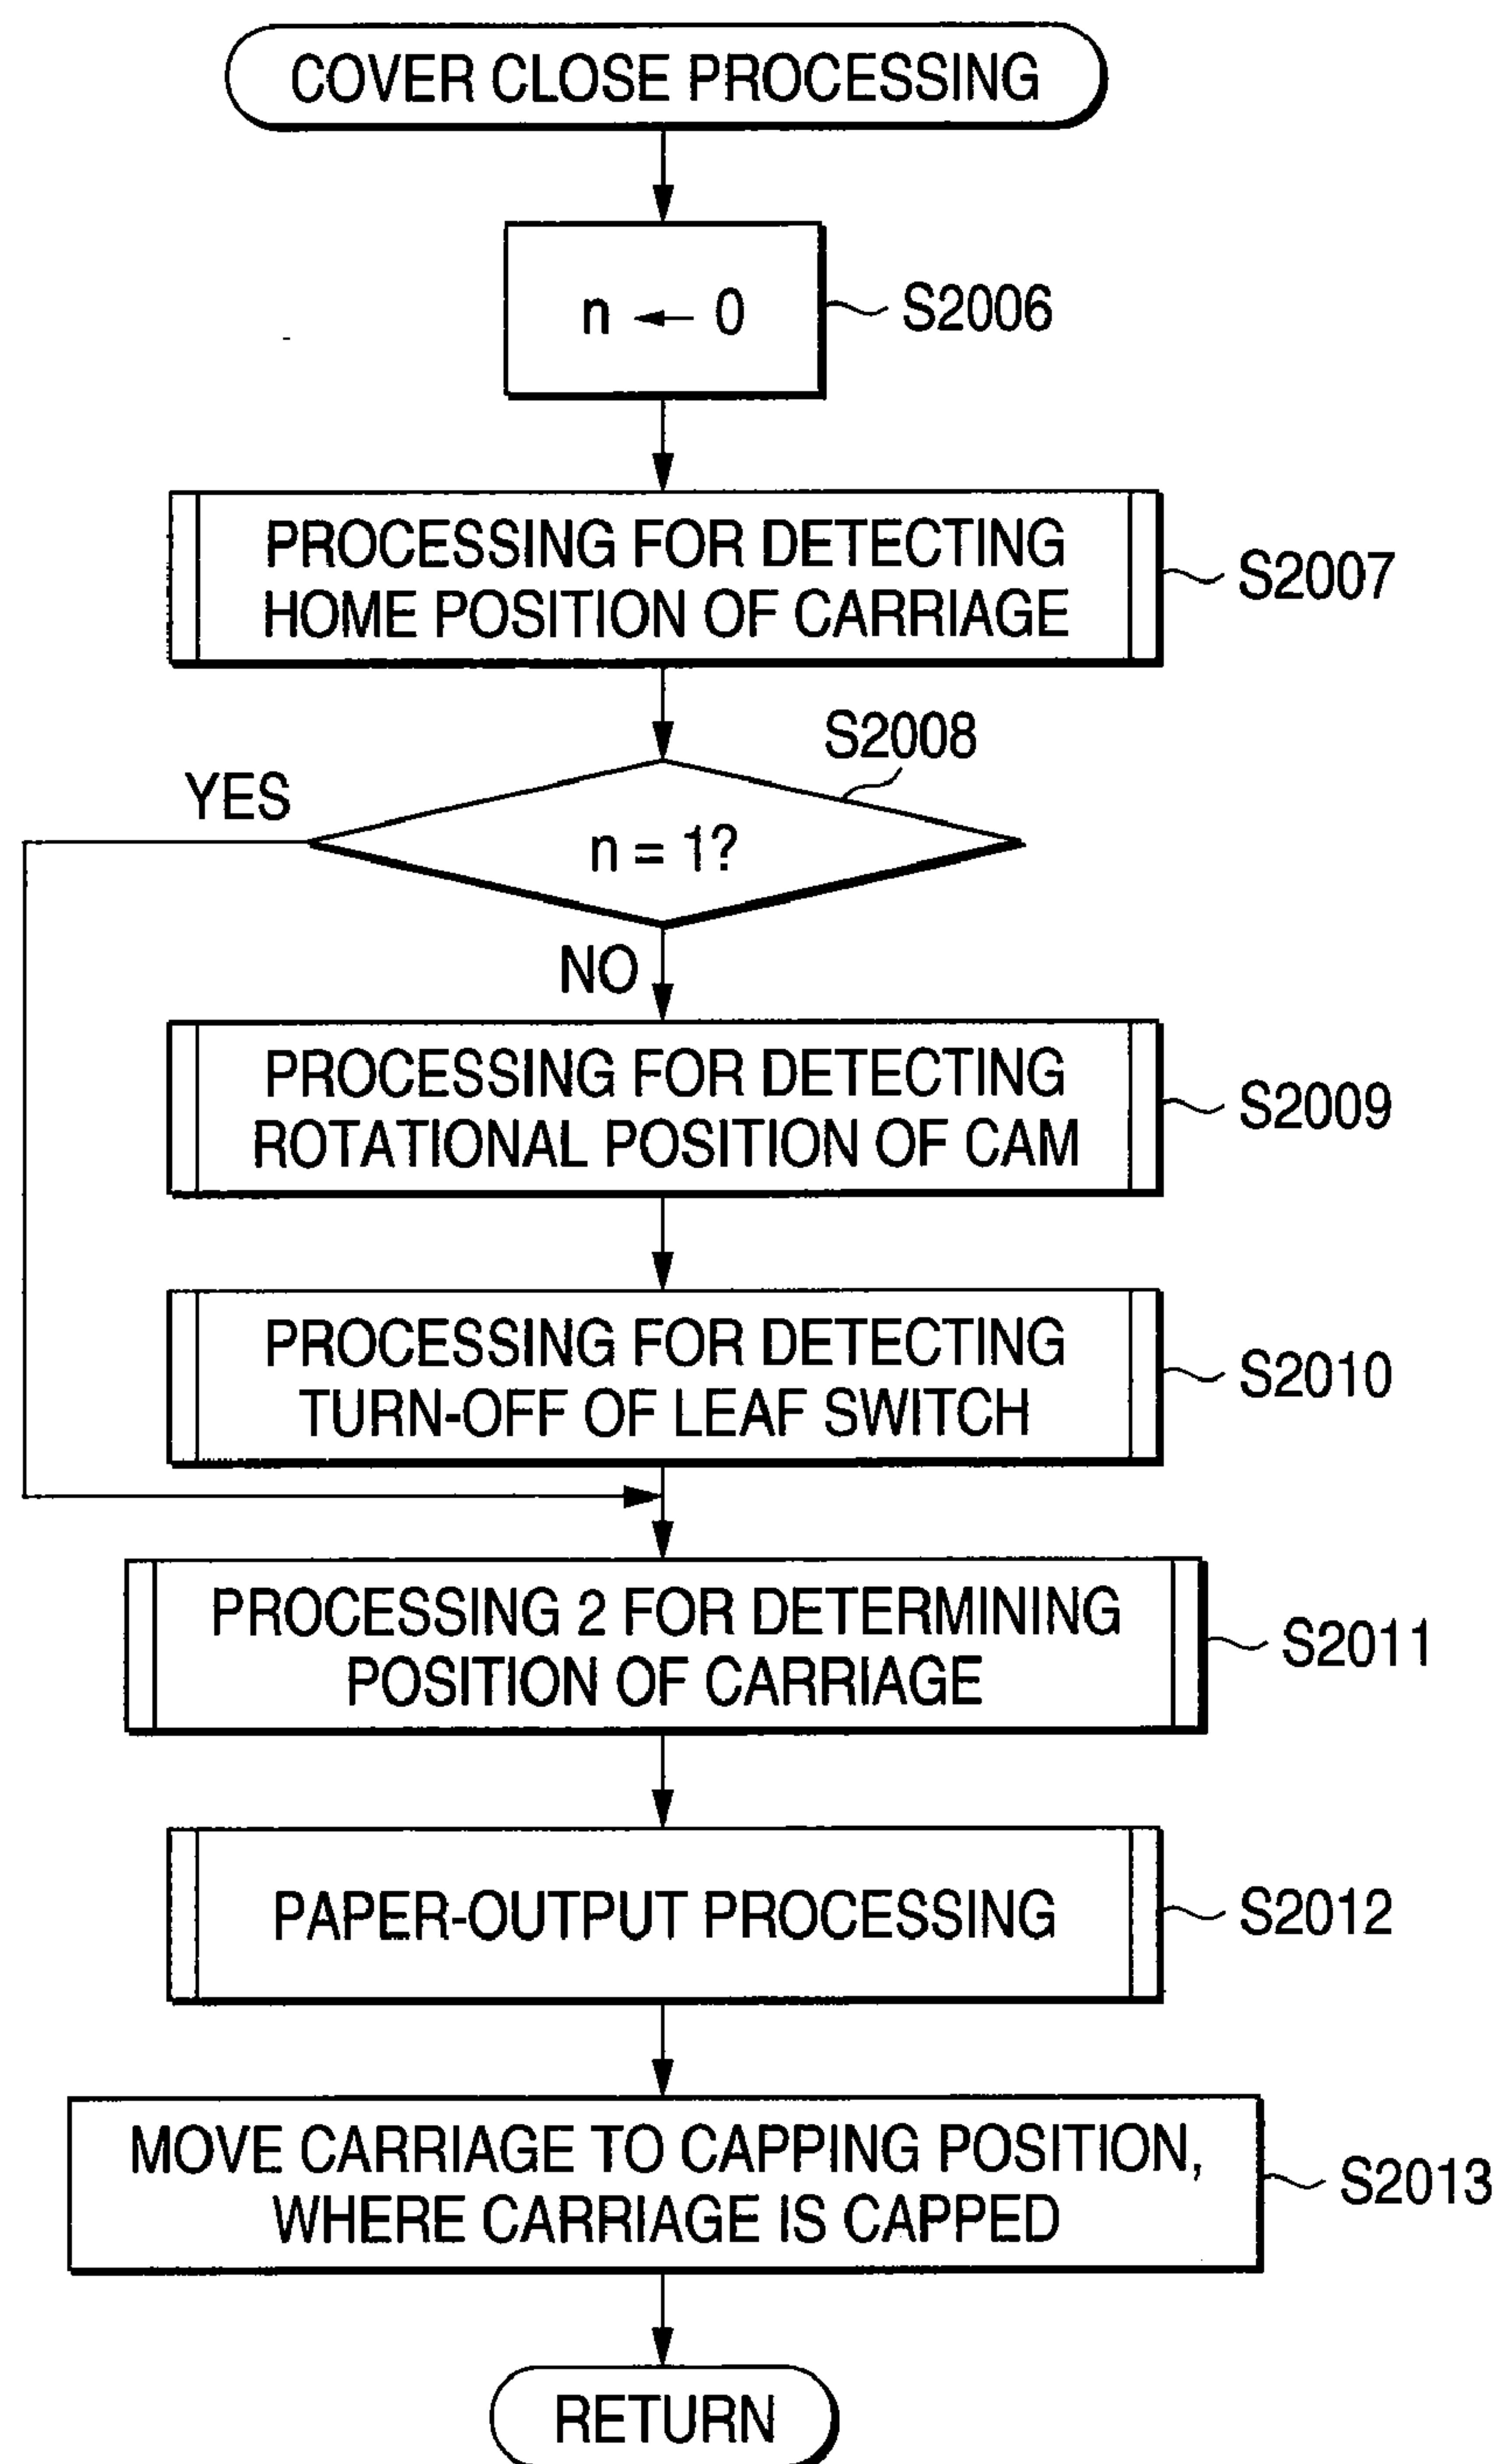 COVER CLOSE PROCESSING
n ← 0
S2006
PROCESSING FOR DETECTING
HOME POSITION OF CARRIAGE
S2007
S2008
YES
n = 1?
NO
PROCESSING FOR DETECTING
ROTATIONAL POSITION OF CAM
S2009
PROCESSING FOR DETECTING
TURN-OFF OF LEAF SWITCH
S2010
PROCESSING 2 FOR DETERMINING
POSITION OF CARRIAGE
S2011
PAPER-OUTPUT PROCESSING
S2012
MOVE CARRIAGE TO CAPPING POSITION,
WHERE CARRIAGE IS CAPPED
S2013
RETURN